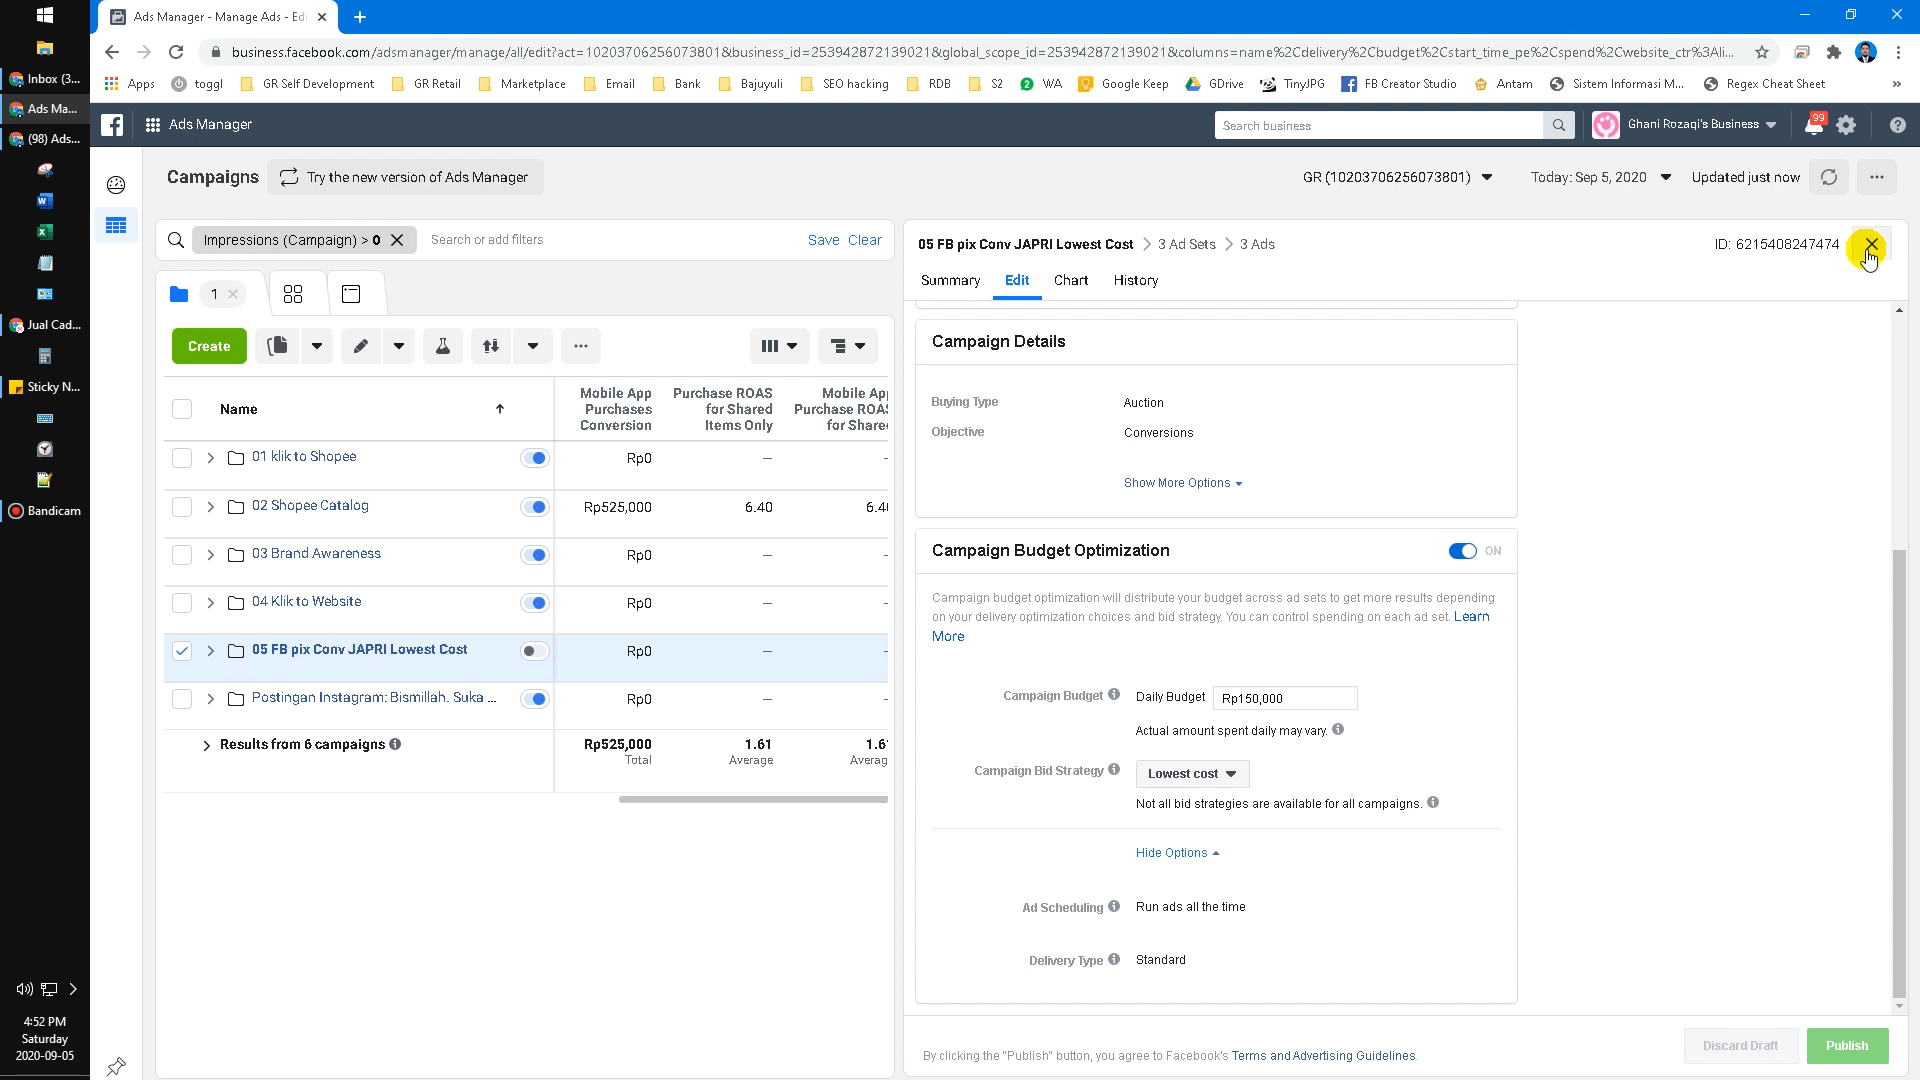 Ads Manager - Manage Ads - Edi
business.facebook.com/adsmanager/manage/all/edit?act=10203706256073801&business_id=253942872139021&global_scope_id=253942872139021&columns=name%2Cdelivery%2Cbudget%2Cstart_time_pe%2Cspend%2Cwebsite_ctr%3Ali...
Apps
toggl
GR Self Development
GR Retail
Marketplace
Email
Bank
Bajuyuli
SEO hacking
RDB
S2
2 WA
Google Keep
GDrive
TinyJPG
FB Creator Studio
Antam
Sistem Informasi M...
Regex Cheat Sheet
»
Inbox (3...
Ads Ma...
(98) Ads...
Jual Cad...
Sticky N...
Bandicam
4:52 PM
Saturday
2020-09-05
Ads Manager
Search business
Ghani Rozaqi's Business
99
Campaigns
Try the new version of Ads Manager
GR (10203706256073801)
Today: Sep 5, 2020
Updated just now
Impressions (Campaign) > 0
Search or add filters
Save Clear
1
Create
Name
Mobile App
Purchases
Conversion
Purchase ROAS
for Shared
Items Only
Mobile App
Purchase ROAS
for Shared
01 klik to Shopee
Rp0
—
02 Shopee Catalog
Rp525,000
6.40
6.40
03 Brand Awareness
Rp0
—
04 Klik to Website
Rp0
—
05 FB pix Conv JAPRI Lowest Cost
Rp0
—
Postingan Instagram: Bismillah. Suka ...
Rp0
—
Results from 6 campaigns
Rp525,000
Total
1.61
Average
1.61
Average
05 FB pix Conv JAPRI Lowest Cost > 3 Ad Sets > 3 Ads
ID: 6215408247474
Summary
Edit
Chart
History
Campaign Details
Buying Type
Auction
Objective
Conversions
Show More Options
Campaign Budget Optimization
ON
Campaign budget optimization will distribute your budget across ad sets to get more results depending
on your delivery optimization choices and bid strategy. You can control spending on each ad set. Learn
More
Campaign Budget
Daily Budget
Rp150,000
Actual amount spent daily may vary.
Campaign Bid Strategy
Lowest cost
Not all bid strategies are available for all campaigns.
Hide Options
Ad Scheduling
Run ads all the time
Delivery Type
Standard
By clicking the "Publish" button, you agree to Facebook's Terms and Advertising Guidelines.
Discard Draft
Publish